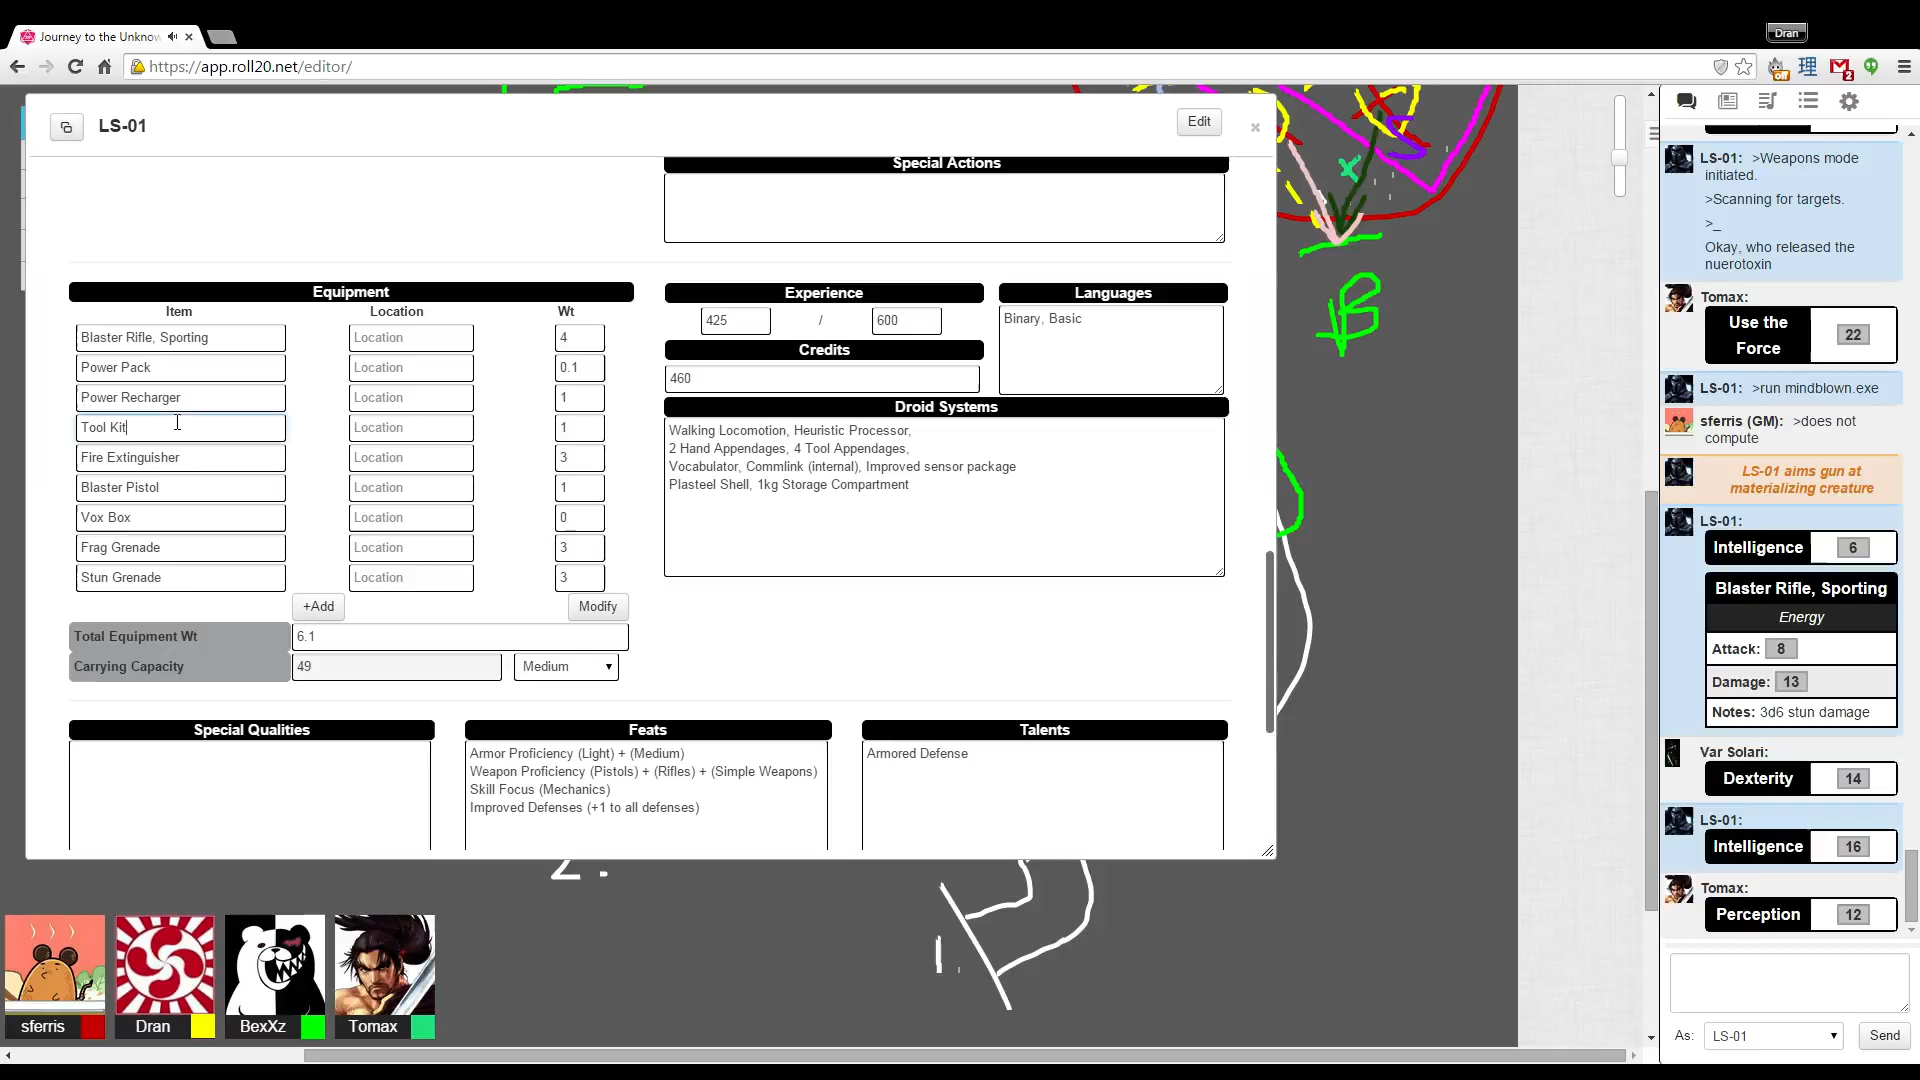 Dran
Journey to the Unknow
https://app.roll20.net/editor/
off
理
2
LS-01
Edit
Special Actions
Equipment
Item Location Wt
Blaster Rifle, Sporting Location 4
Power Pack Location 0.1
Power Recharger Location 1
Tool Kit Location 1
Fire Extinguisher Location 3
Blaster Pistol Location 1
Vox Box Location 0
Frag Grenade Location 3
Stun Grenade Location 3
+Add Modify
Total Equipment Wt 6.1
Carrying Capacity 49 Medium
Experience
425 / 600
Credits
460
Languages
Binary, Basic
Droid Systems
Walking Locomotion, Heuristic Processor,
2 Hand Appendages, 4 Tool Appendages,
Vocabulator, Commlink (internal), Improved sensor package
Plasteel Shell, 1kg Storage Compartment
Special Qualities
Feats
Armor Proficiency (Light) + (Medium)
Weapon Proficiency (Pistols) + (Rifles) + (Simple Weapons)
Skill Focus (Mechanics)
Improved Defenses (+1 to all defenses)
Talents
Armored Defense
B
2.
1.
sferris
Dran
BexXz
Tomax
LS-01: >Weapons mode
initiated.
>Scanning for targets.
>_
Okay, who released the
nuerotoxin
Tomax:
Use the
Force 22
LS-01: >run mindblown.exe
sferris (GM): >does not
compute
LS-01 aims gun at
materializing creature
LS-01:
Intelligence 6
Blaster Rifle, Sporting
Energy
Attack: 8
Damage: 13
Notes: 3d6 stun damage
Var Solari:
Dexterity 14
LS-01:
Intelligence 16
Tomax:
Perception 12
As: LS-01 Send